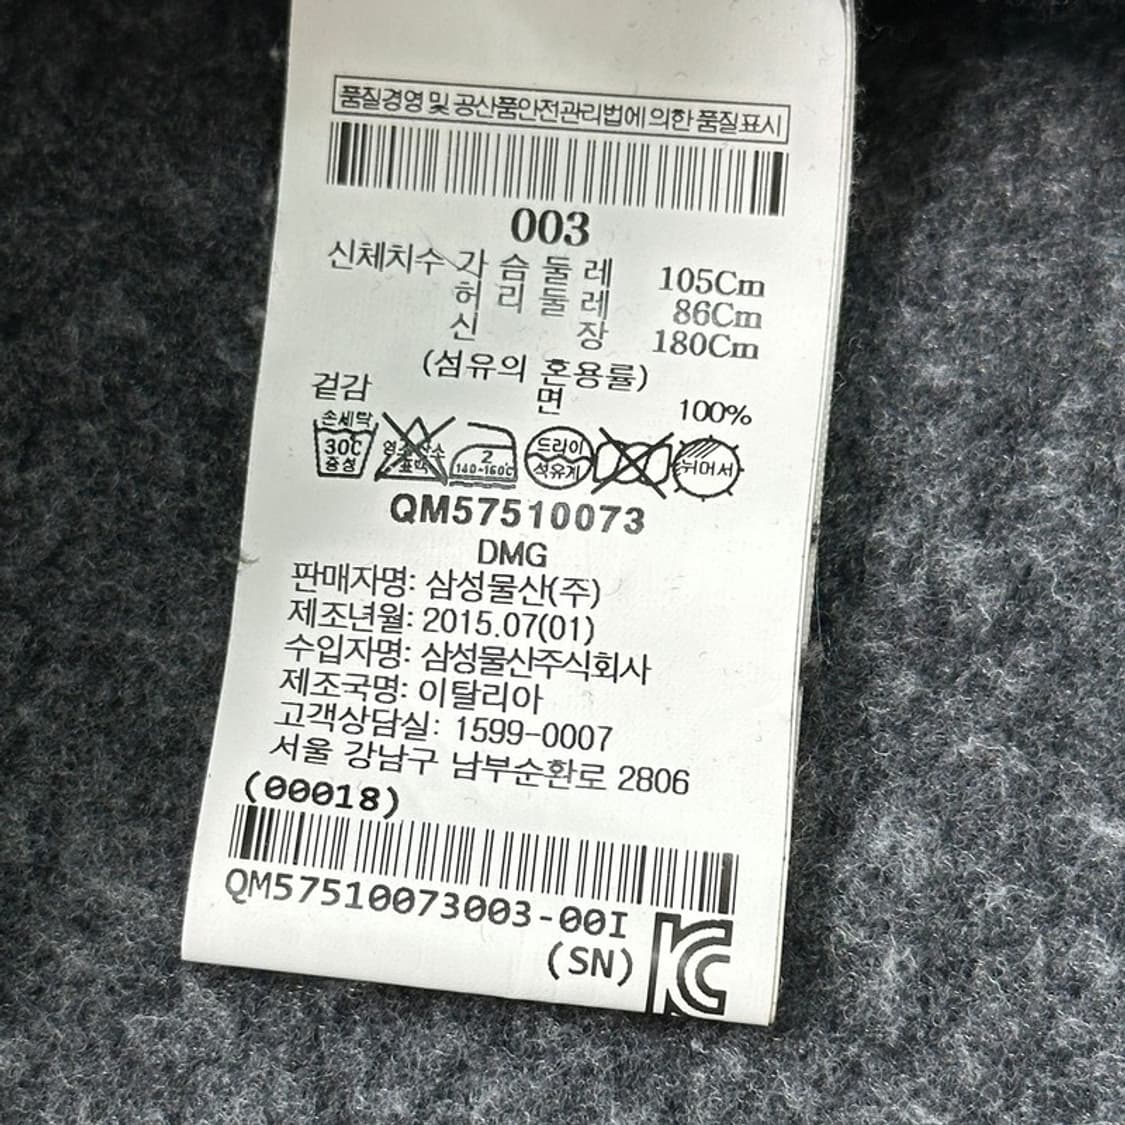 품질경영 및 공산품안전관리법에 의한 품질표시
003
신체치수 가 슴 둘 레 105Cm
허 리 둘 레 86Cm
신 장 180Cm
(섬유의 혼용률)
겉감 면 100%
손세탁 30C 중성
2 140~160℃
드라이 석유계
뉘어서
QM57510073
DMG
판매자명: 삼성물산(주)
제조년월: 2015.07(01)
수입자명: 삼성물산주식회사
제조국명: 이탈리아
고객상담실: 1599-0007
서울 강남구 남부순환로 2806
(00018)
QM57510073003-00I
(SN)
KC